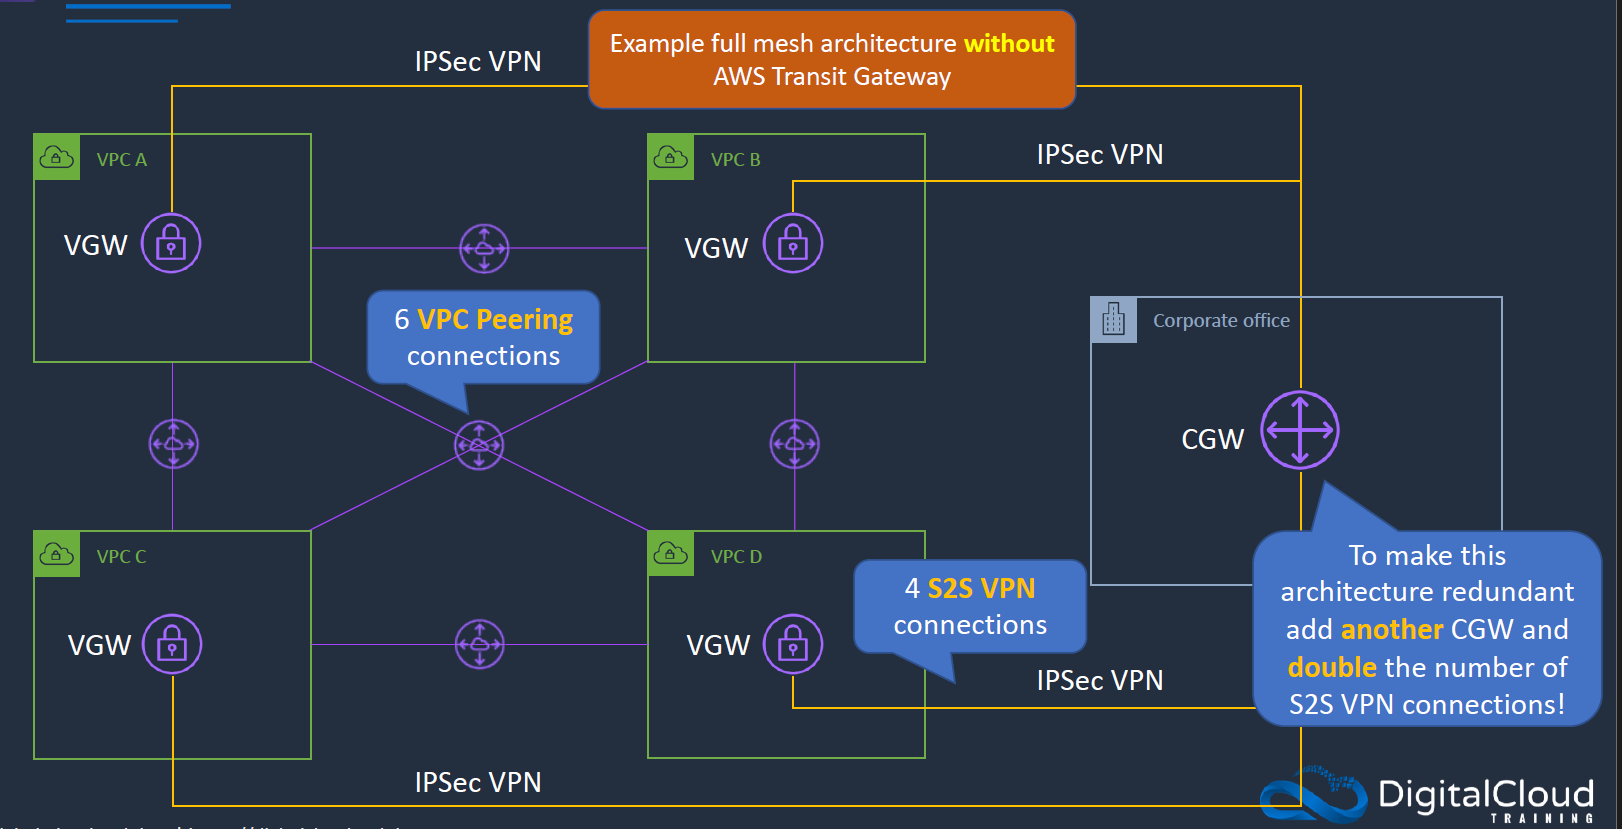 Example full mesh architecture without
AWS Transit Gateway
IPSec VPN
IPSec VPN
VPC A
VPC B
VGW
VGW
6 VPC Peering
connections
Corporate office
CGW
VPC C
VPC D
VGW
VGW
4 S2S VPN
connections
To make this
architecture redundant
add another CGW and
double the number of
S2S VPN connections!
IPSec VPN
IPSec VPN
DigitalCloud
TRAINING